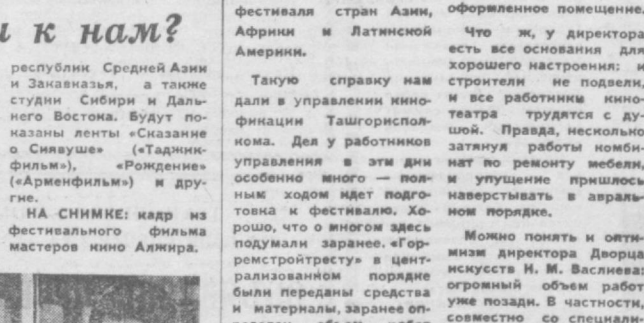 и к нам?
республик Средней Азии
и Закавказья, а также
студии Сибири и Даль-
него Востока. Будут по-
казаны ленты «Сказание
о Сиявуше» («Таджик-
фильм»), «Рождение»
(«Арменфильм») и дру-
гие.
НА СНИМКЕ: кадр из
фестивального фильма
мастеров кино Алжира.
фестиваля стран Азии,
Африки и Латинской
Америки.
Такую справку нам
дали в управлении кино-
фикации Ташгориспол-
кома. Дел у работников
управления в эти дни
особенно много — пол-
ным ходом идет подго-
товка к фестивалю. Хо-
рошо, что о многом здесь
подумали заранее. «Гор-
ремстройтресту» в цент-
рализованном порядке
были переданы средства
и материалы, заранее оп-
оформленное помещение.
Что ж, у директора
есть все основания для
хорошего настроения: и
строители не подвели,
и все работники кино-
театра трудятся с ду-
шой. Правда, несколько
затянул работы комби-
нат по ремонту мебели,
и упущение пришлось
наверстывать в авраль-
ном порядке.
Можно понять и опти-
мизм директора Дворца
искусств Н. М. Васлиева:
огромный объем работ
уже позади. В частности,
совместно со специали-